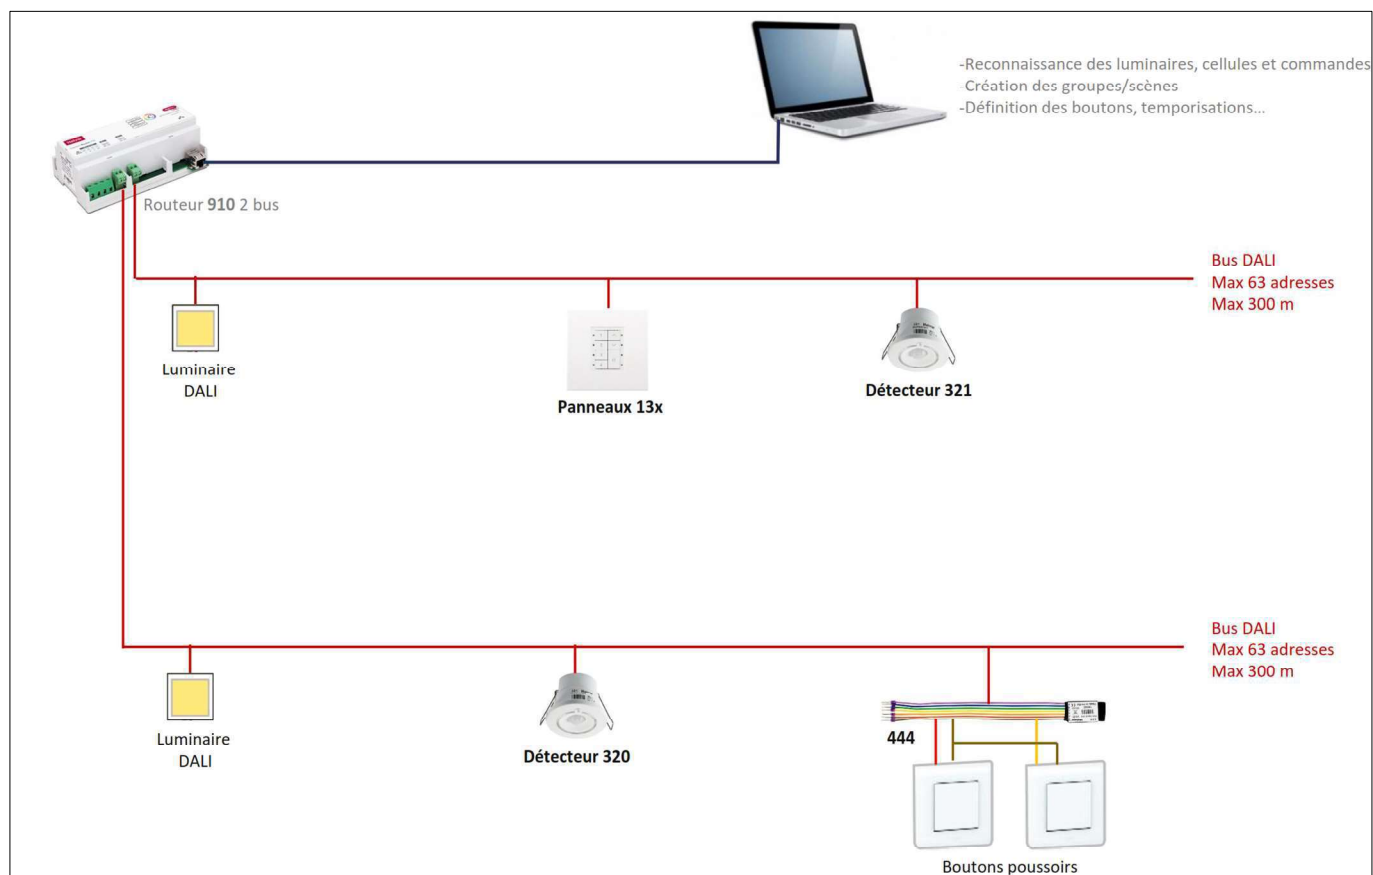 -Reconnaissance des luminaires, cellules et commandes
-Création des groupes/scènes
-Définition des boutons, temporisations...
Routeur 910 2 bus
Bus DALI
Max 63 adresses
Max 300 m
Luminaire
DALI
Panneaux 13x
Détecteur 321
Bus DALI
Max 63 adresses
Max 300 m
Luminaire
DALI
Détecteur 320
444
Boutons poussoirs